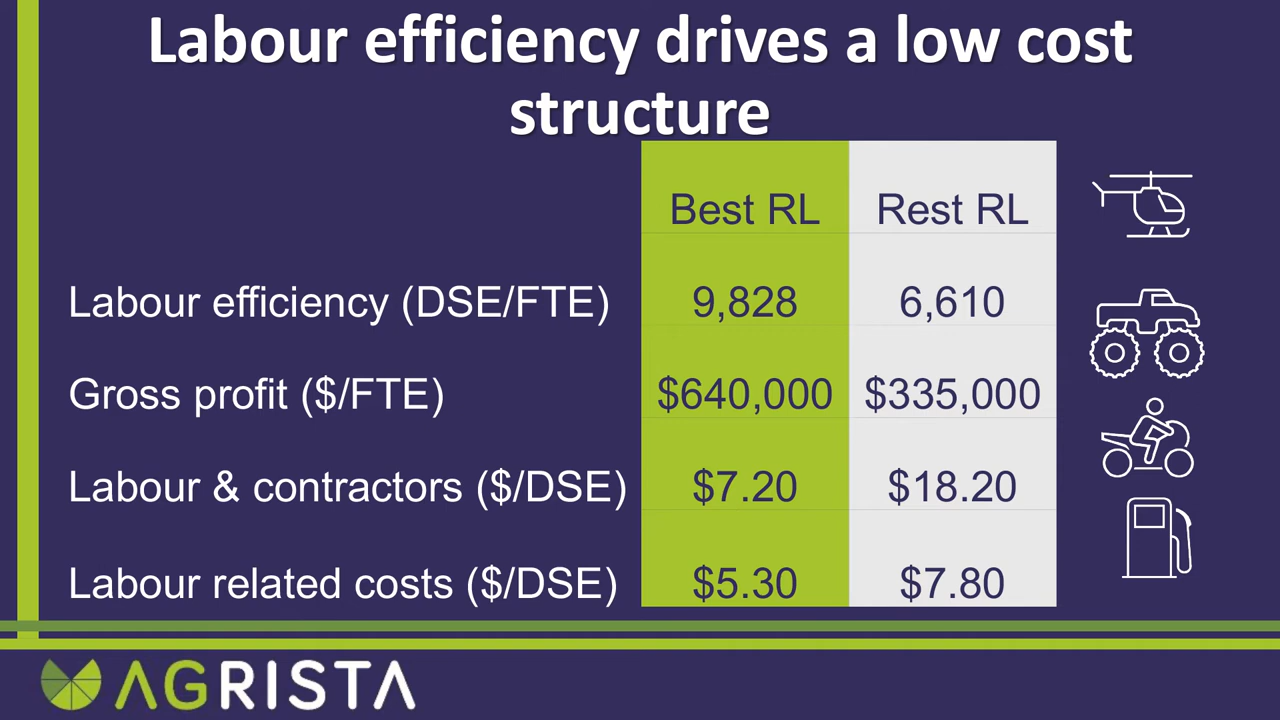 Labour efficiency drives a low cost
structure
Best RL Rest RL
Labour efficiency (DSE/FTE) 9,828 6,610
Gross profit ($/FTE) $640,000 $335,000
Labour & contractors ($/DSE) $7.20 $18.20
Labour related costs ($/DSE) $5.30 $7.80
AGRISTA